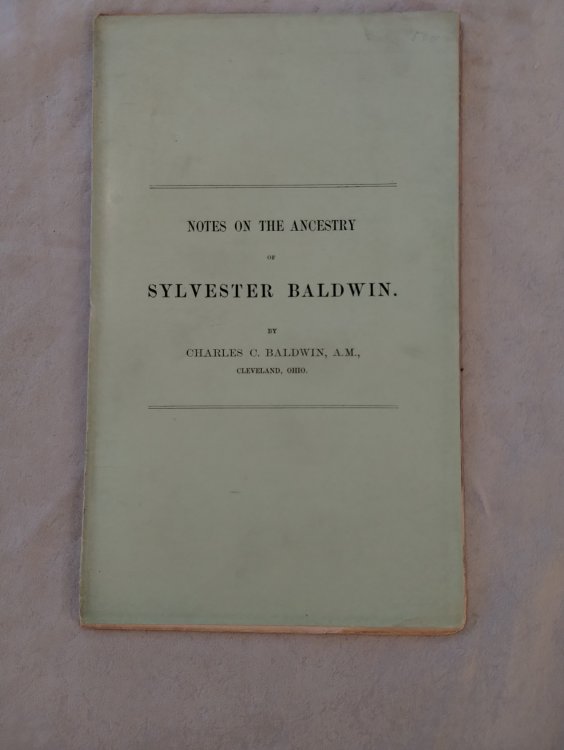 NOTES ON THE ANCESTRY
OF
SYLVESTER BALDWIN.
BY
CHARLES C. BALDWIN, A.M.,
CLEVELAND, OHIO.